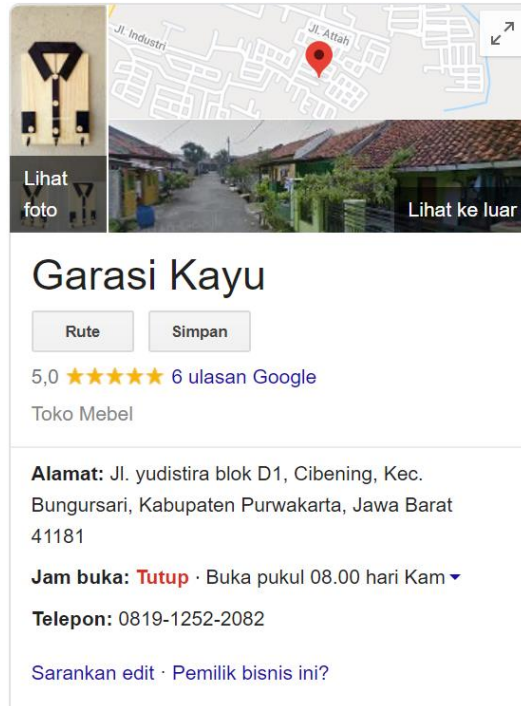 Jl. Industri
Jl. Attah
Lihat
foto
Lihat ke luar
Garasi Kayu
Rute
Simpan
5,0 ★★★★★ 6 ulasan Google
Toko Mebel
Alamat: Jl. yudistira blok D1, Cibening, Kec.
Bungursari, Kabupaten Purwakarta, Jawa Barat
41181
Jam buka: Tutup · Buka pukul 08.00 hari Kam
Telepon: 0819-1252-2082
Sarankan edit · Pemilik bisnis ini?